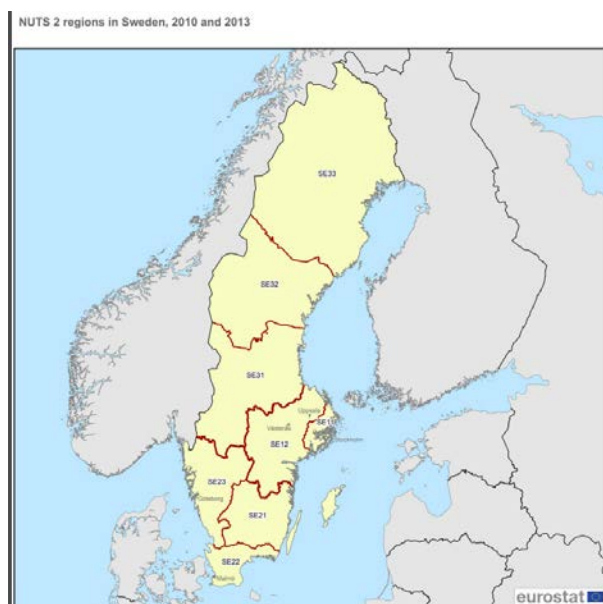 NUTS 2 regions in Sweden, 2010 and 2013
SE33
SE32
SE31
Uppsala
SE11
Västerås
Stockholm
SE12
SE23
Göteborg
SE21
SE22
Malmö
eurostat